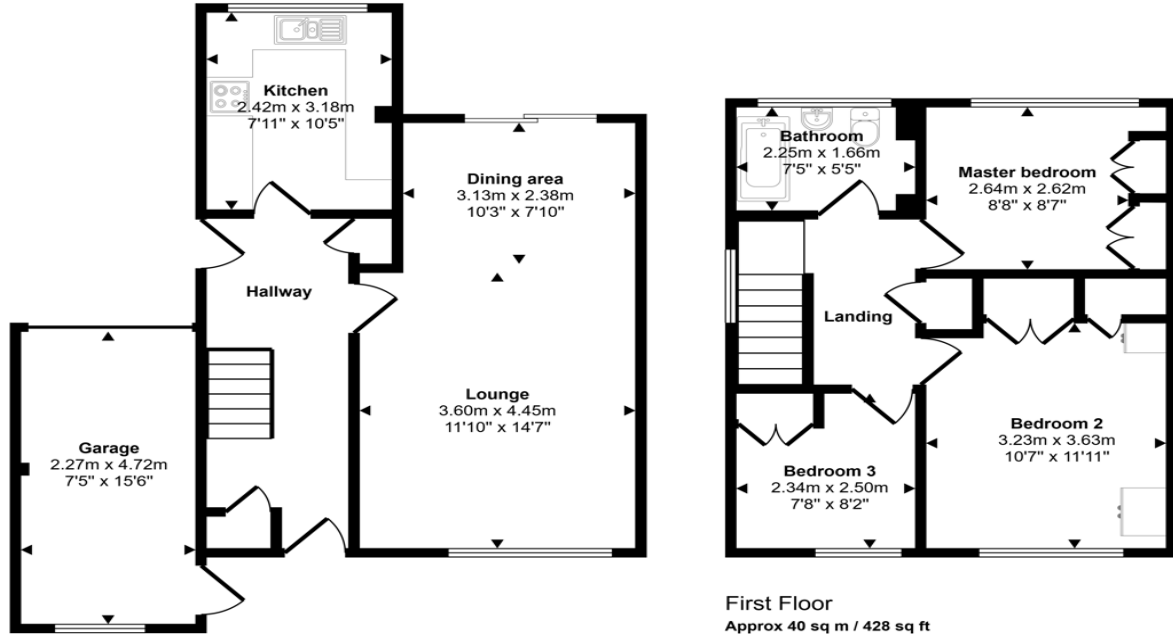 Kitchen
2.42m x 3.18m
7'11" x 10'5"
Dining area
3.13m x 2.38m
10'3" x 7'10"
Hallway
Lounge
3.60m x 4.45m
11'10" x 14'7"
Garage
2.27m x 4.72m
7'5" x 15'6"
Bathroom
2.25m x 1.66m
7'5" x 5'5"
Master bedroom
2.64m x 2.62m
8'8" x 8'7"
Landing
Bedroom 2
3.23m x 3.63m
10'7" x 11'11"
Bedroom 3
2.34m x 2.50m
7'8" x 8'2"
First Floor
Approx 40 sq m / 428 sq ft